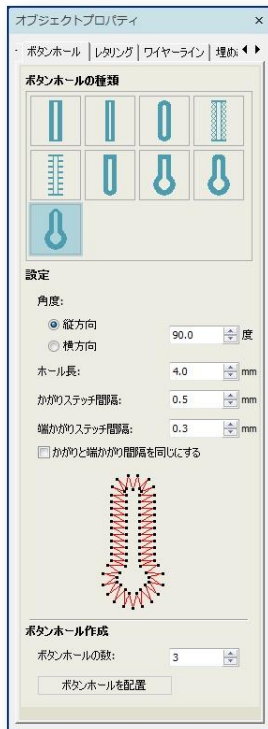 オブジェクトプロパティ ×
ボタンホール レタリング ワイヤーライン 埋め
ボタンホールの種類
設定
角度:
縦方向
90.0 度
横方向
ホール長: 4.0 mm
かがりステッチ間隔: 0.5 mm
端かがりステッチ間隔: 0.3 mm
かがりと端かがり間隔を同じにする
ボタンホール作成
ボタンホールの数: 3
ボタンホールを配置